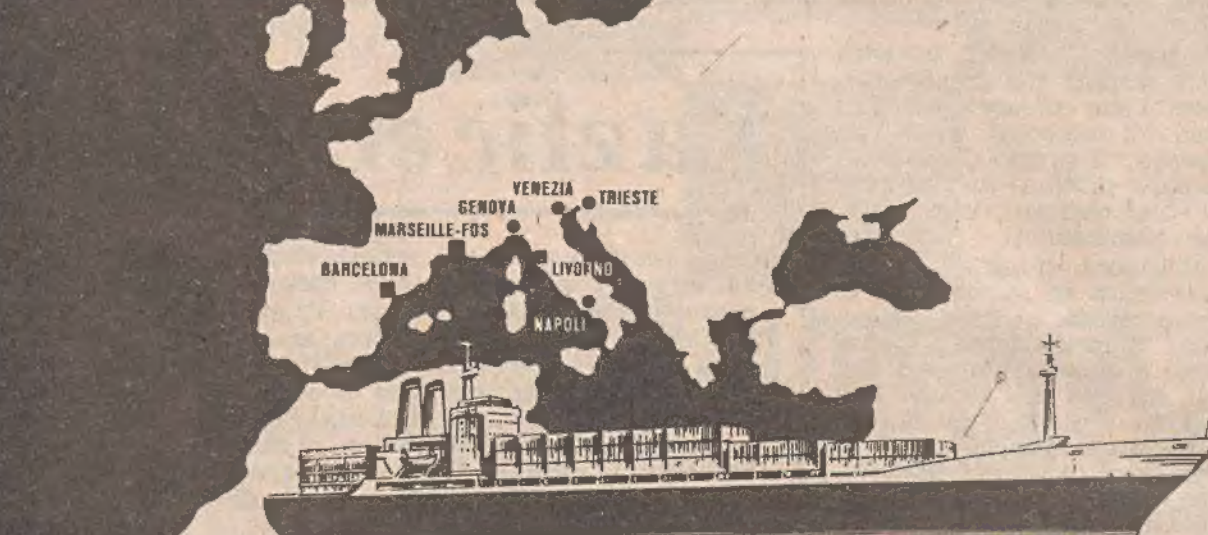 VENEZIA
TRIESTE
GENOVA
MARSEILLE-FOS
BARCELONA
LIVORNO
NAPOLI